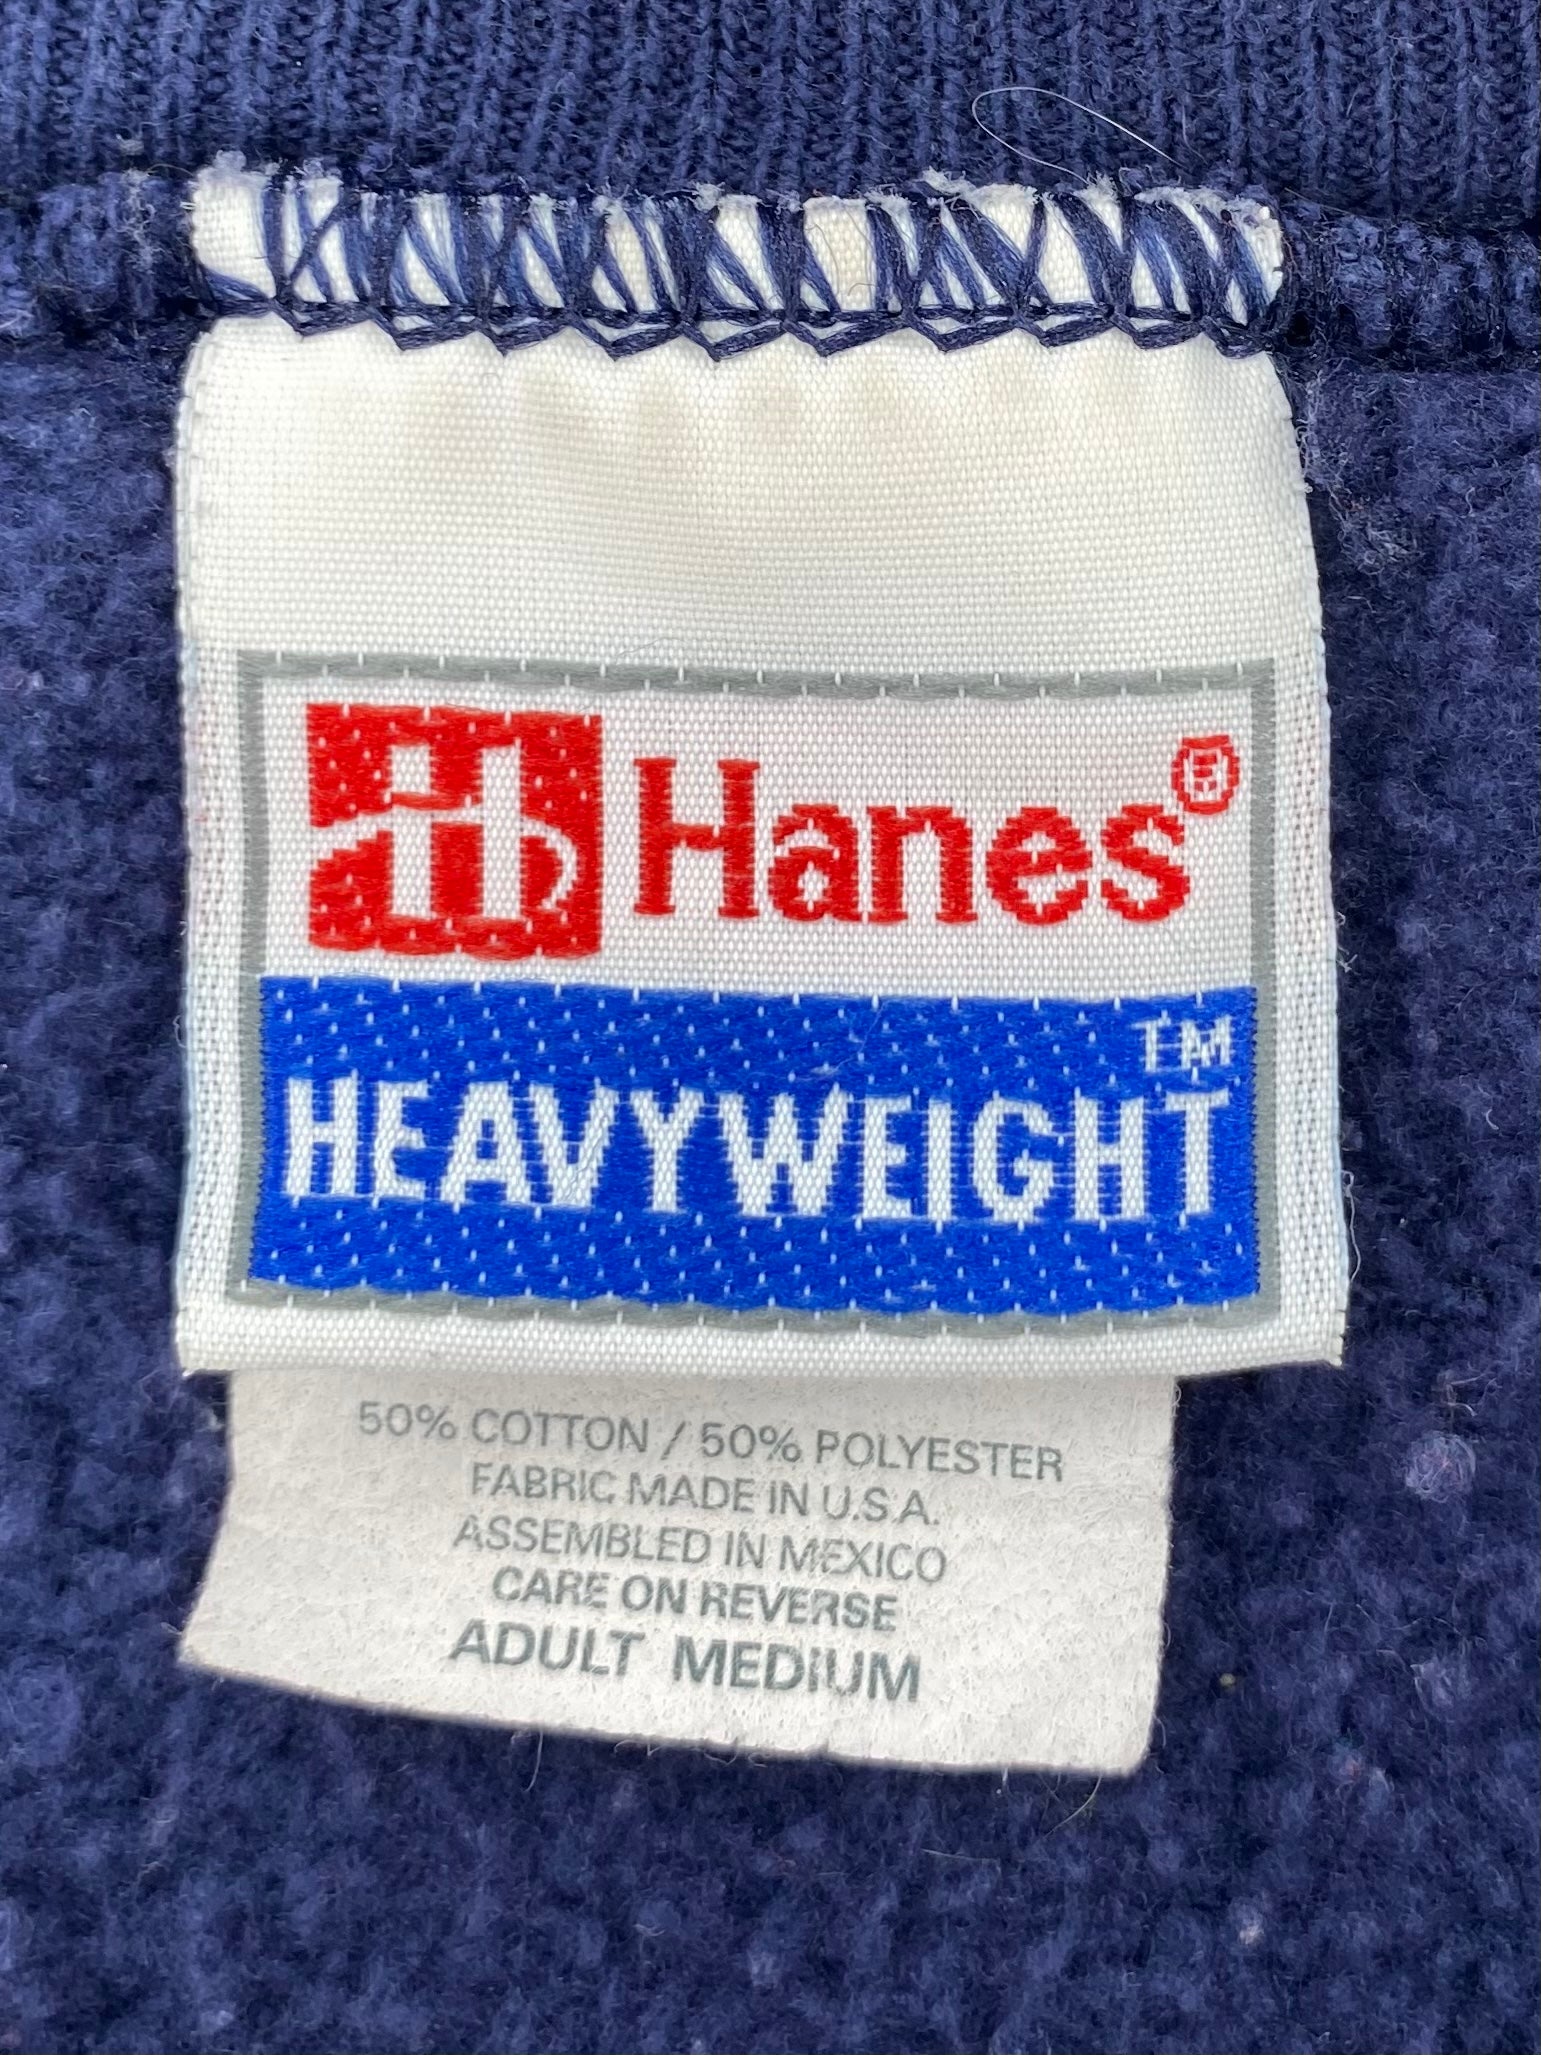 Hanes®
HEAVYWEIGHT™
50% COTTON / 50% POLYESTER
FABRIC MADE IN U.S.A.
ASSEMBLED IN MEXICO
CARE ON REVERSE
ADULT MEDIUM